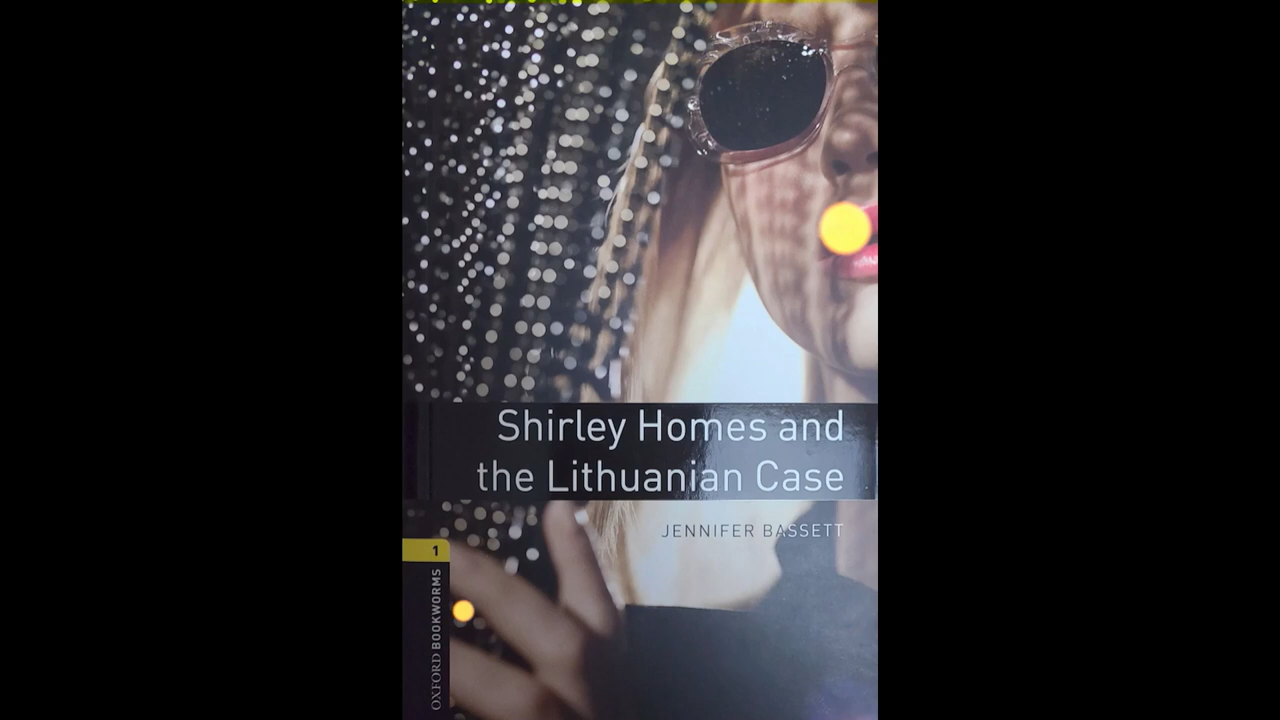 Shirley Homes and
the Lithuanian Case
JENNIFER BASSETT
1
OXFORD BOOKWORMS